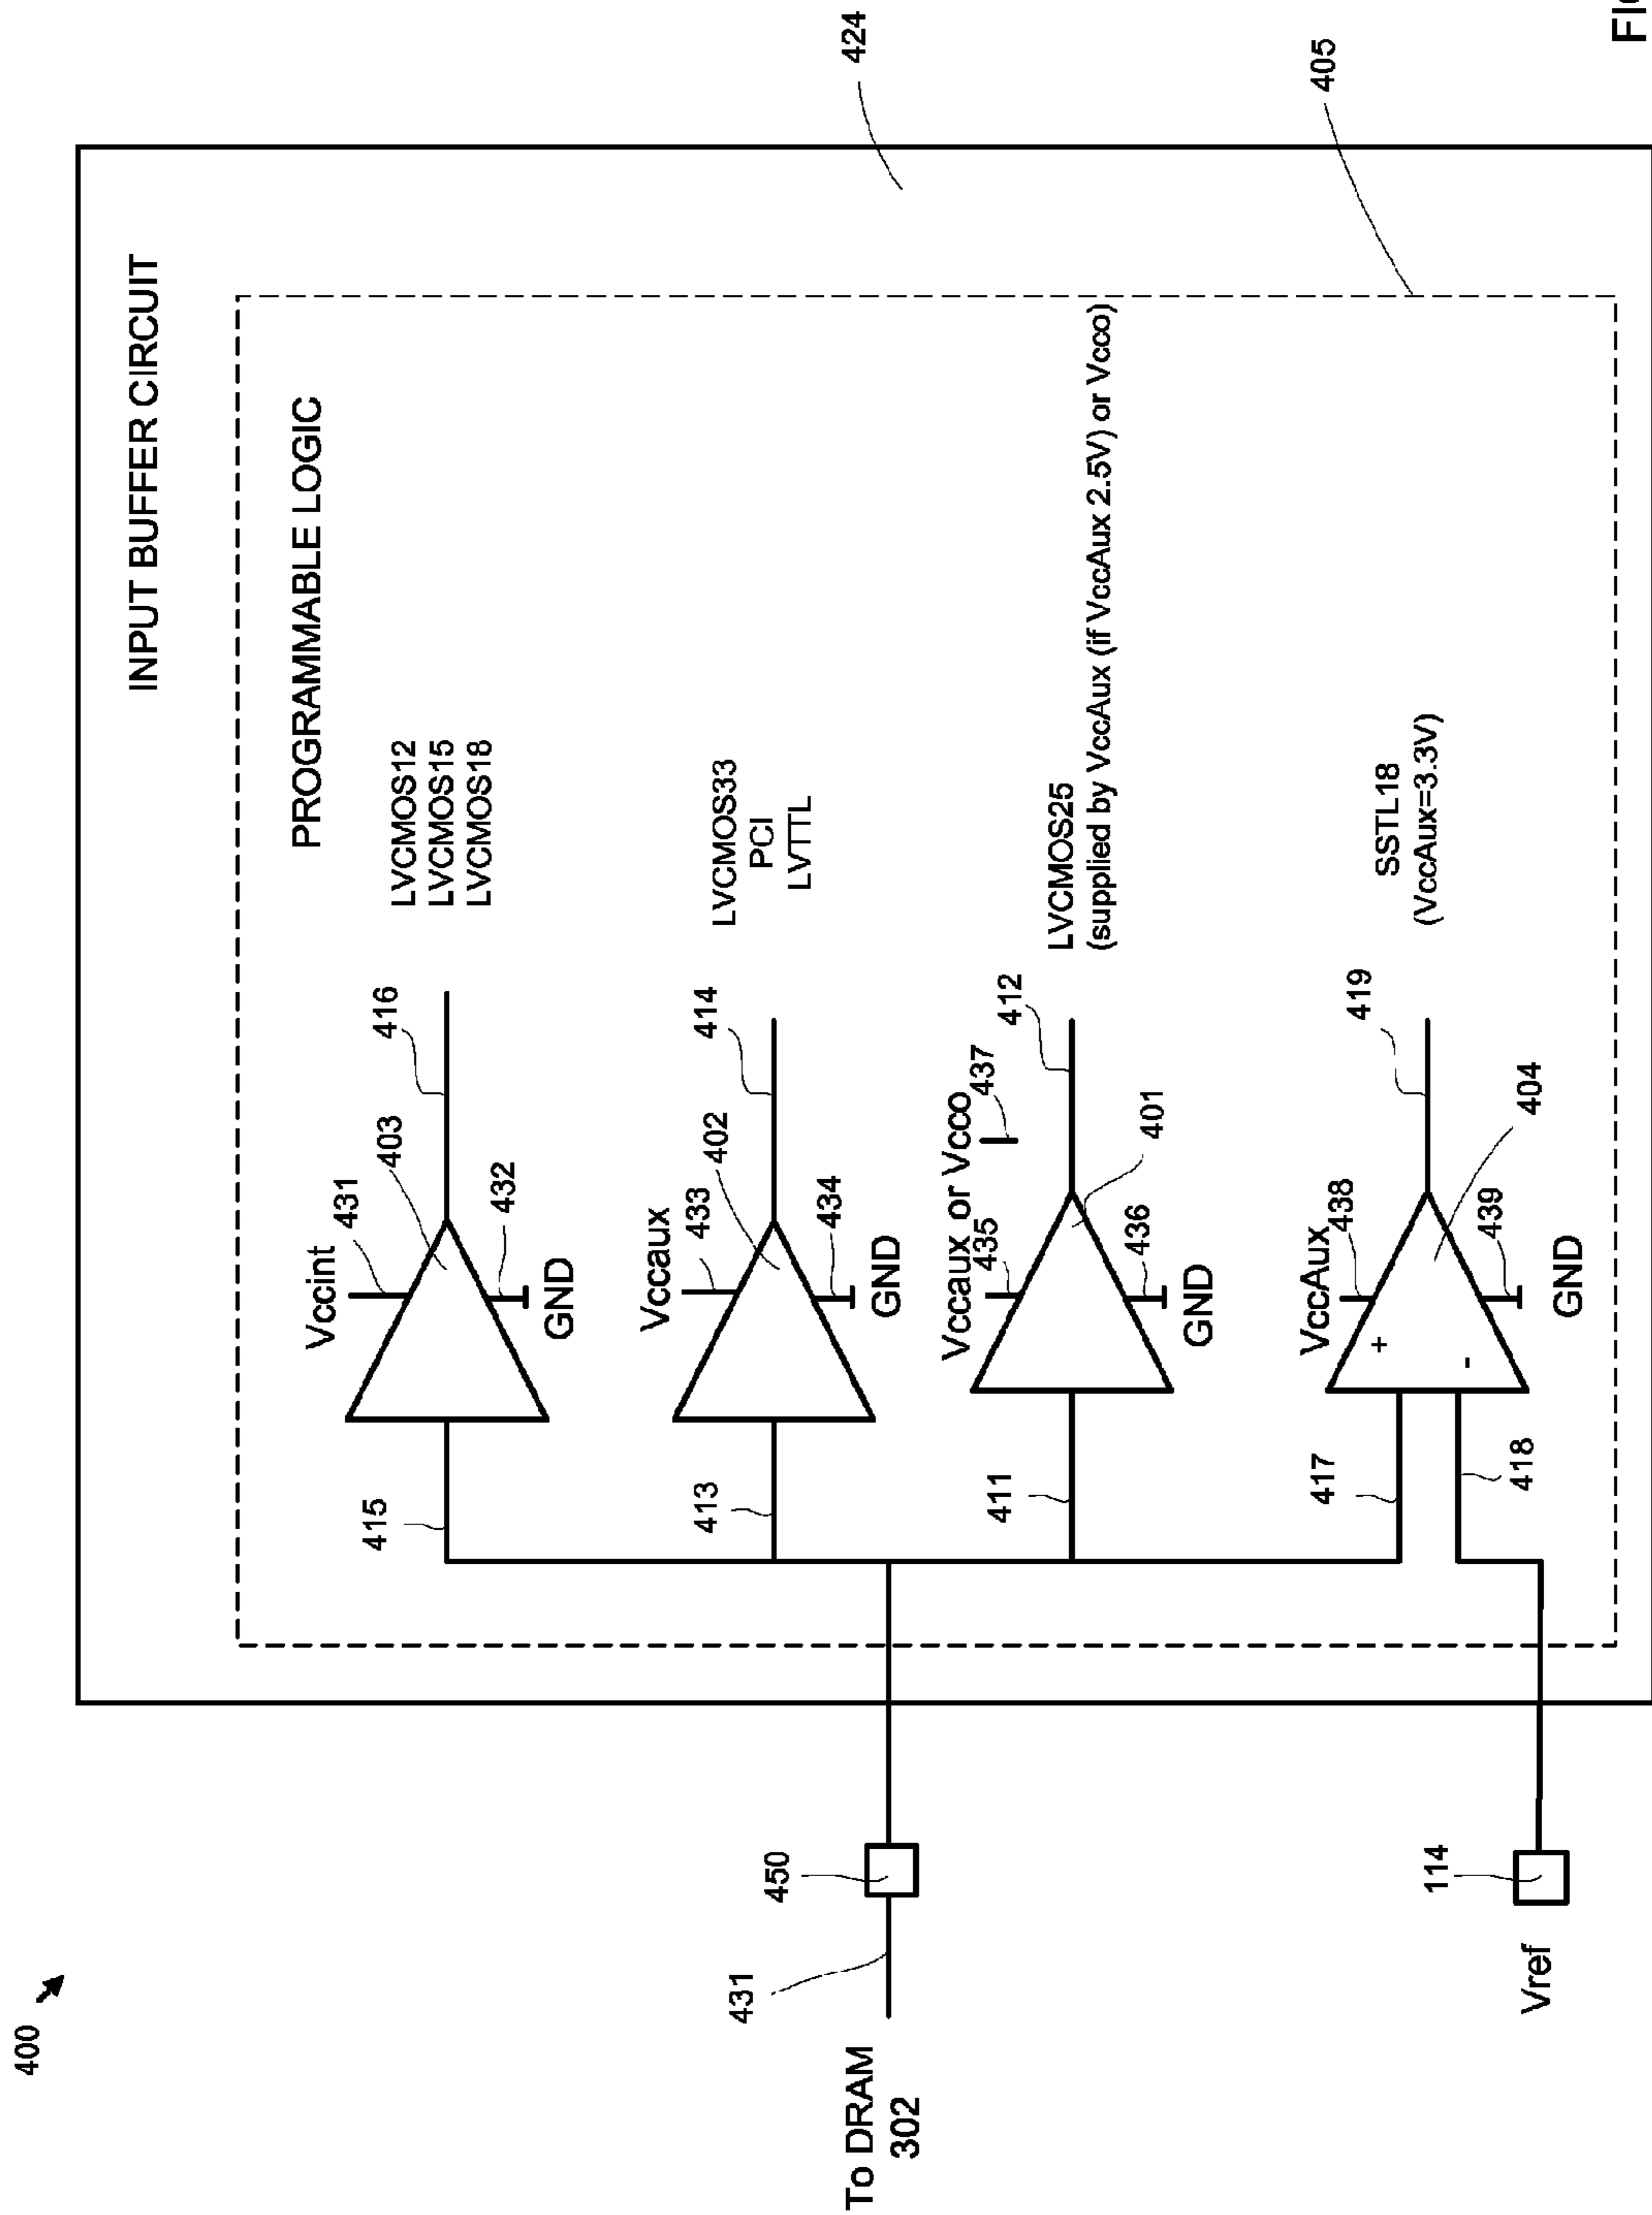 400
INPUT BUFFER CIRCUIT
424
PROGRAMMABLE LOGIC
405
Vccint
431
403
416
LVCMOS12
LVCMOS15
LVCMOS18
415
432
GND
Vccaux
433
402
414
LVCMOS33
PCI
LVTTL
413
434
GND
450
431
To DRAM
302
Vccaux or Vcco
435
437
412
LVCMOS25
(supplied by VccAux (if VccAux 2.5V) or Vcco)
411
401
436
GND
VccAux
438
419
SSTL18
(VccAux=3.3V)
417
+
-
404
418
439
GND
114
Vref